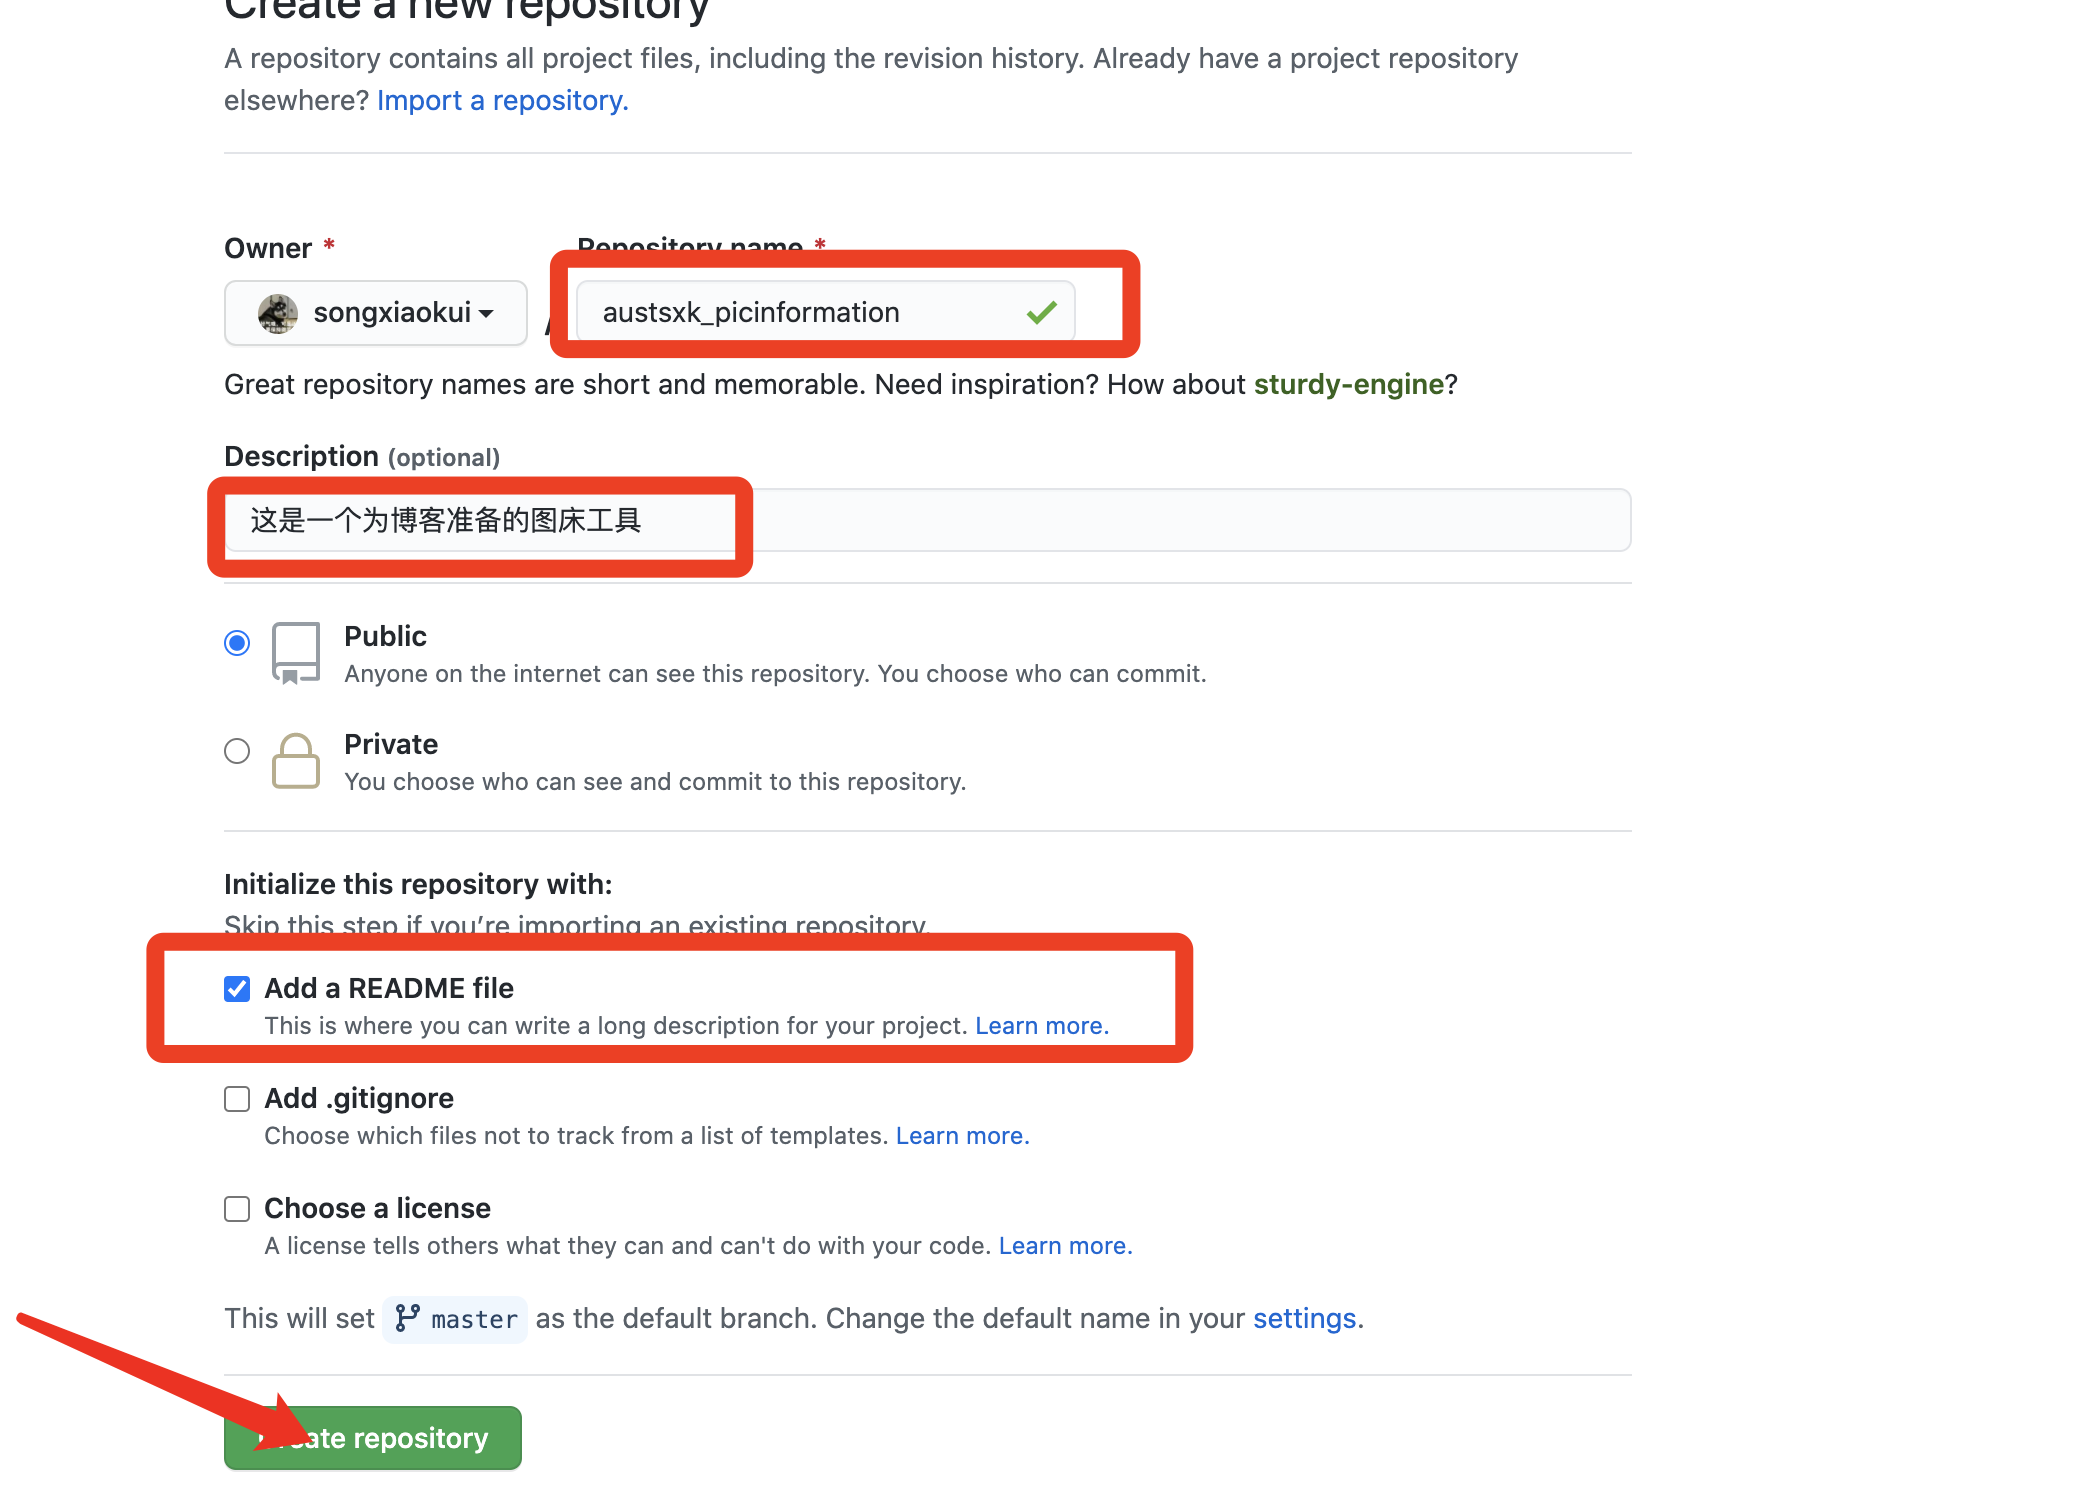 Create a new repository
A repository contains all project files, including the revision history. Already have a project repository
elsewhere? Import a repository.
Owner *
Repository name *
songxiaokui
/
austsxk_picinformation
Great repository names are short and memorable. Need inspiration? How about sturdy-engine?
Description (optional)
这是一个为博客准备的图床工具
Public
Anyone on the internet can see this repository. You choose who can commit.
Private
You choose who can see and commit to this repository.
Initialize this repository with:
Skip this step if you’re importing an existing repository.
Add a README file
This is where you can write a long description for your project. Learn more.
Add .gitignore
Choose which files not to track from a list of templates. Learn more.
Choose a license
A license tells others what they can and can't do with your code. Learn more.
This will set master as the default branch. Change the default name in your settings.
Create repository